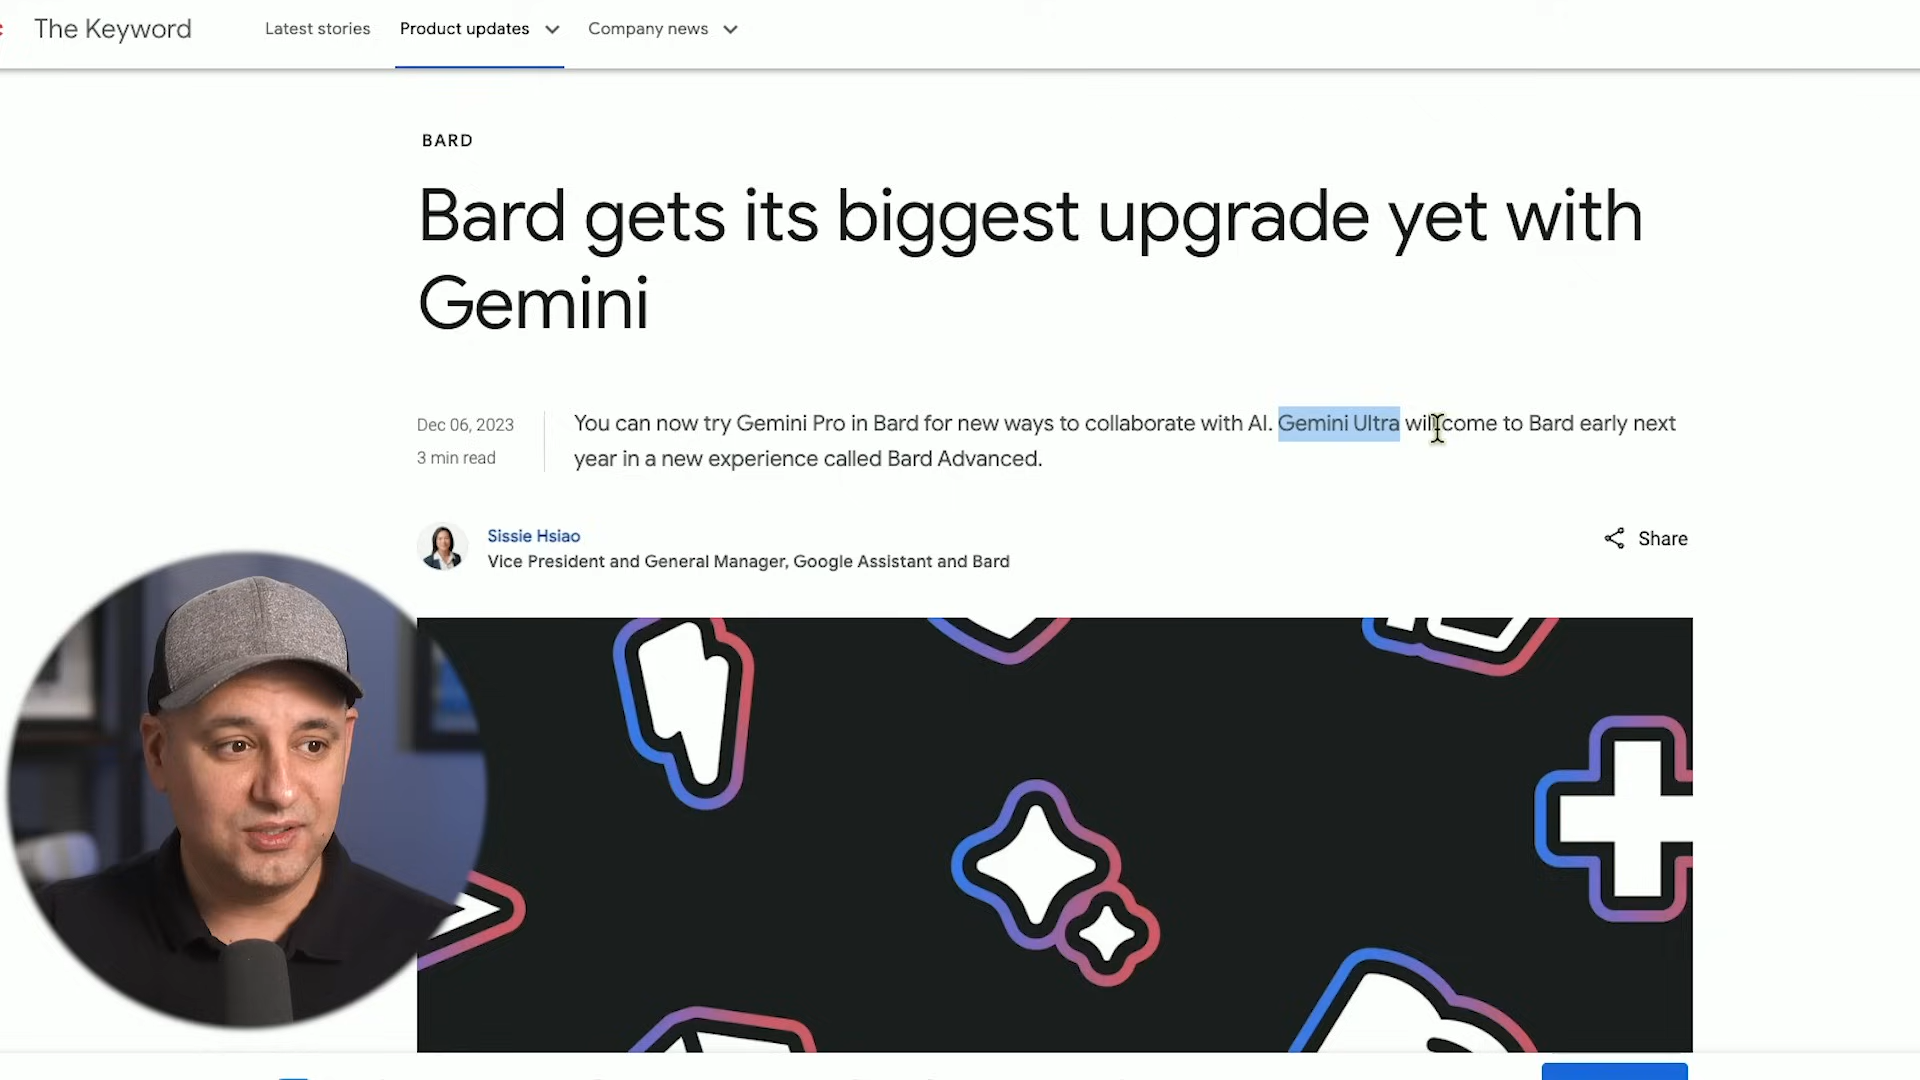 The Keyword
Latest stories
Product updates
Company news
BARD
Bard gets its biggest upgrade yet with
Gemini
Dec 06, 2023
3 min read
You can now try Gemini Pro in Bard for new ways to collaborate with AI. Gemini Ultra will come to Bard early next
year in a new experience called Bard Advanced.
Sissie Hsiao
Vice President and General Manager, Google Assistant and Bard
Share